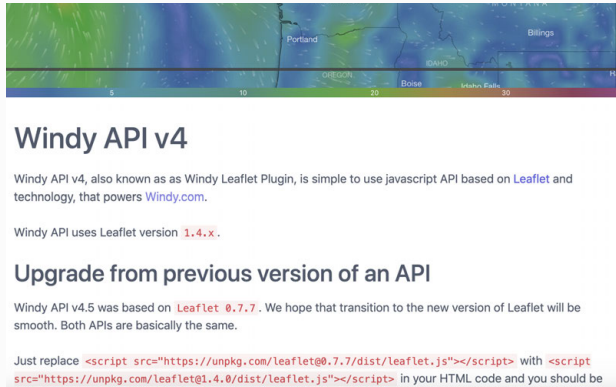 MONTANA
Portland
Billings
IDAHO
OREGON
Boise
Idaho Falls
5 10 20 30
Windy API v4
Windy API v4, also known as as Windy Leaflet Plugin, is simple to use javascript API based on Leaflet and
technology, that powers Windy.com.
Windy API uses Leaflet version 1.4.x.
Upgrade from previous version of an API
Windy API v4.5 was based on Leaflet 0.7.7. We hope that transition to the new version of Leaflet will be
smooth. Both APIs are basically the same.
Just replace <script src="https://unpkg.com/leaflet@0.7.7/dist/leaflet.js"></script> with <script
src="https://unpkg.com/leaflet@1.4.0/dist/leaflet.js"></script> in your HTML code and you should be